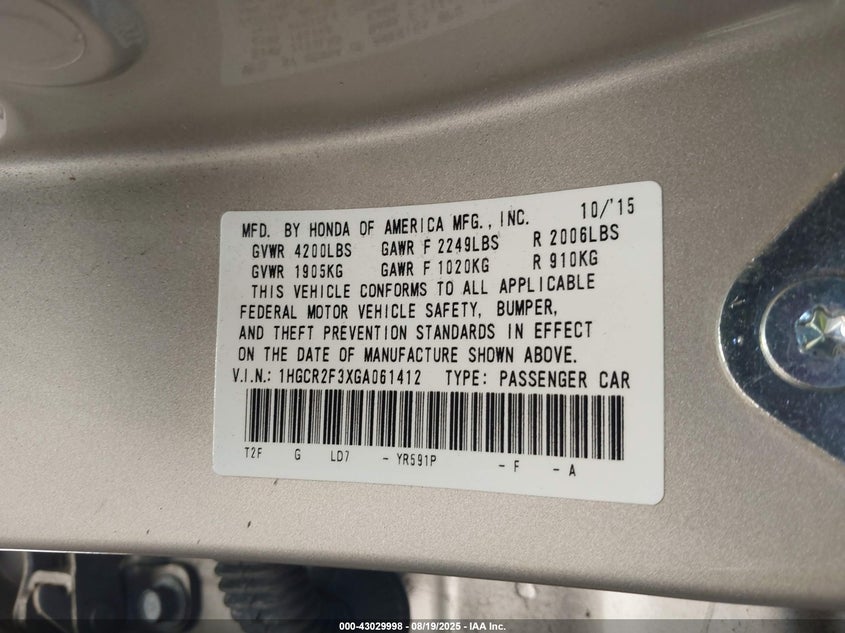 MFD. BY HONDA OF AMERICA MFG., INC. 10/'15
GVWR 4200LBS GAWR F 2249LBS R 2006LBS
GVWR 1905KG GAWR F 1020KG R 910KG
THIS VEHICLE CONFORMS TO ALL APPLICABLE
FEDERAL MOTOR VEHICLE SAFETY, BUMPER,
AND THEFT PREVENTION STANDARDS IN EFFECT
ON THE DATE OF MANUFACTURE SHOWN ABOVE.
V.I.N.: 1HGCR2F3XGA061412 TYPE: PASSENGER CAR
T2F G LD7 - YR591P - F - A
000-43029998 - 08/19/2025 - IAA Inc.